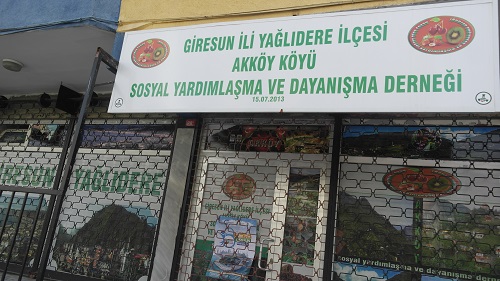 GİRESUN İLİ YAĞLIDERE İLÇESİ
AKKÖY KÖYÜ
SOSYAL YARDIMLAŞMA VE DAYANIŞMA DERNEĞİ
15.07.2013
GİRESUN YAĞLIDERE
Sosyal yardımlaşma ve dayanışma derneği